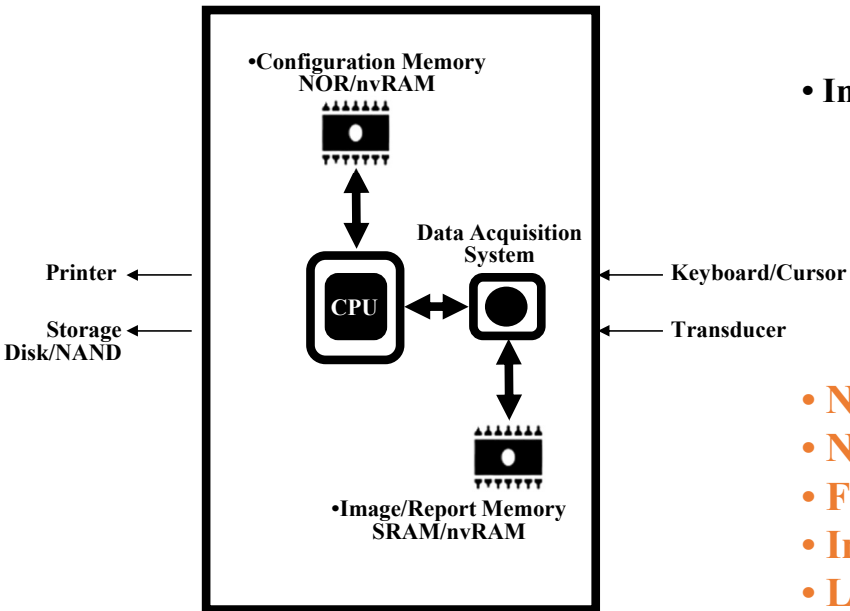 •Configuration Memory
NOR/nvRAM
Data Acquisition
System
CPU
Printer
Storage
Disk/NAND
Keyboard/Cursor
Transducer
•Image/Report Memory
SRAM/nvRAM
•
• N
• N
• F
•
• L